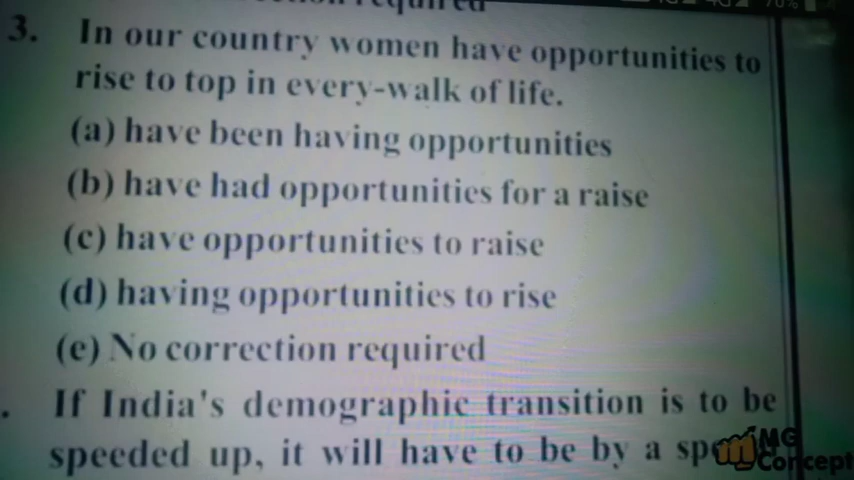 required
70%
3. In our country women have opportunities to
rise to top in every-walk of life.
(a) have been having opportunities
(b) have had opportunities for a raise
(c) have opportunities to raise
(d) having opportunities to rise
(e) No correction required
. If India's demographic transition is to be
speeded up, it will have to be by a
MG
Concept